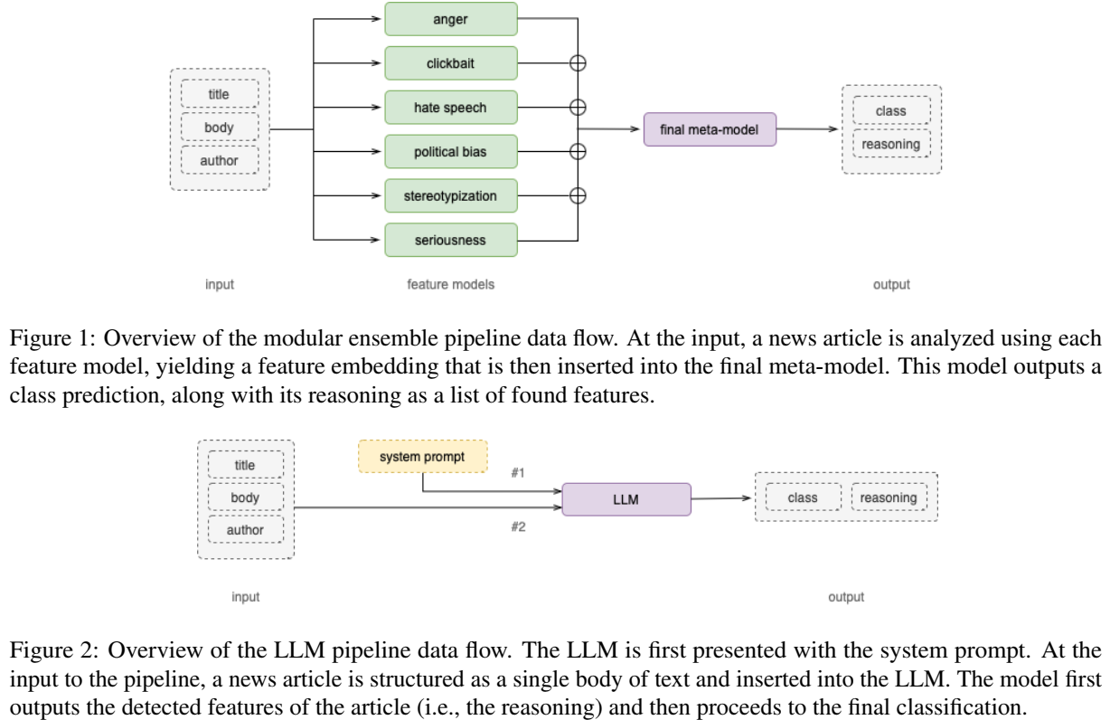 anger
clickbait
title
hate speech
class
body
final meta-model
political bias
reasoning
author
stereotypization
seriousness
input
feature models
output
Figure 1: Overview of the modular ensemble pipeline data flow. At the input, a news article is analyzed using each
feature model, yielding a feature embedding that is then inserted into the final meta-model. This model outputs a
class prediction, along with its reasoning as a list of found features.
system prompt
title
#1
body
LLM
class
reasoning
author
#2
input
output
Figure 2: Overview of the LLM pipeline data flow. The LLM is first presented with the system prompt. At the
input to the pipeline, a news article is structured as a single body of text and inserted into the LLM. The model first
outputs the detected features of the article (i.e., the reasoning) and then proceeds to the final classification.